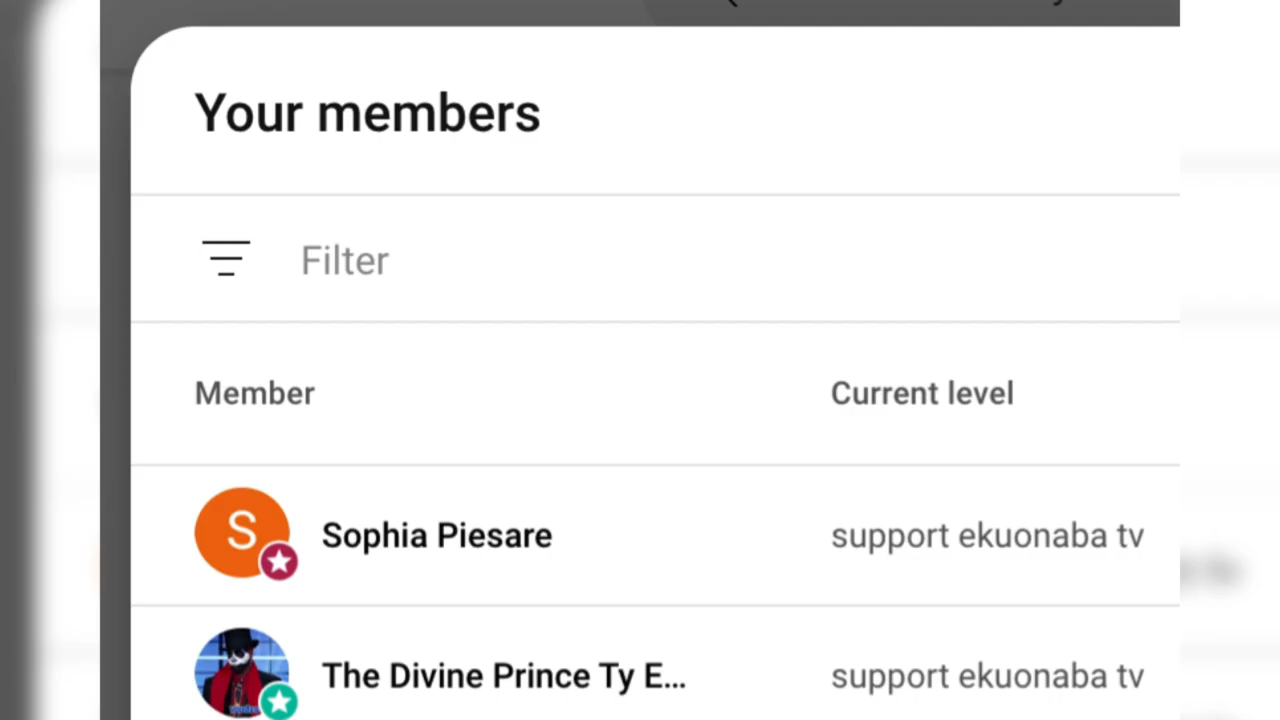 Your members
Filter
Member Current level
S Sophia Piesare support ekuonaba tv
The Divine Prince Ty E... support ekuonaba tv